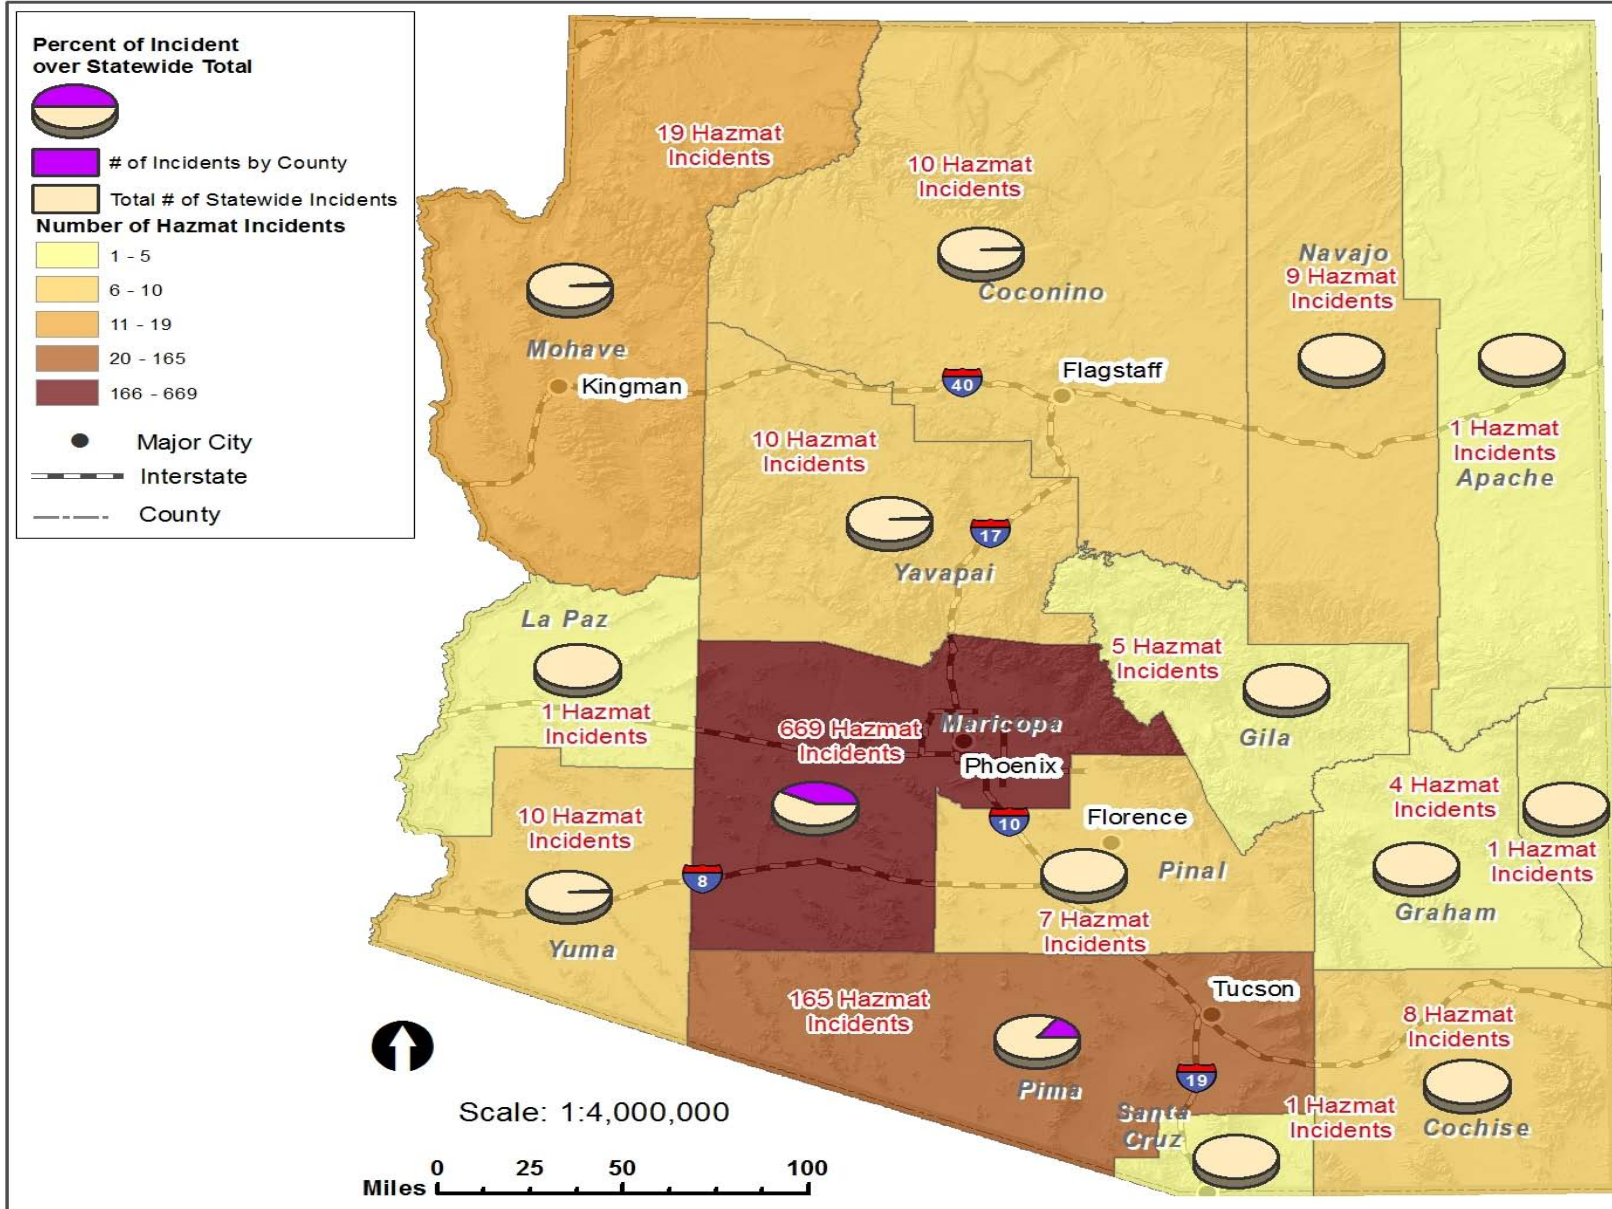 Percent of Incident
over Statewide Total
# of Incidents by County
Total # of Statewide Incidents
Number of Hazmat Incidents
1 - 5
6 - 10
11 - 19
20 - 165
166 - 669
Major City
Interstate
County
19 Hazmat
Incidents
Mohave
Kingman
10 Hazmat
Incidents
Coconino
40
Flagstaff
Navajo
9 Hazmat
Incidents
1 Hazmat
Incidents
Apache
10 Hazmat
Incidents
17
Yavapai
La Paz
1 Hazmat
Incidents
669 Hazmat
Incidents
Maricopa
Phoenix
5 Hazmat
Incidents
Gila
4 Hazmat
Incidents
Graham
1 Hazmat
Incidents
10 Hazmat
Incidents
Yuma
8
10
Florence
Pinal
7 Hazmat
Incidents
165 Hazmat
Incidents
Pima
Tucson
19
Santa
Cruz
1 Hazmat
Incidents
8 Hazmat
Incidents
Cochise
Scale: 1:4,000,000
0 25 50 100
Miles